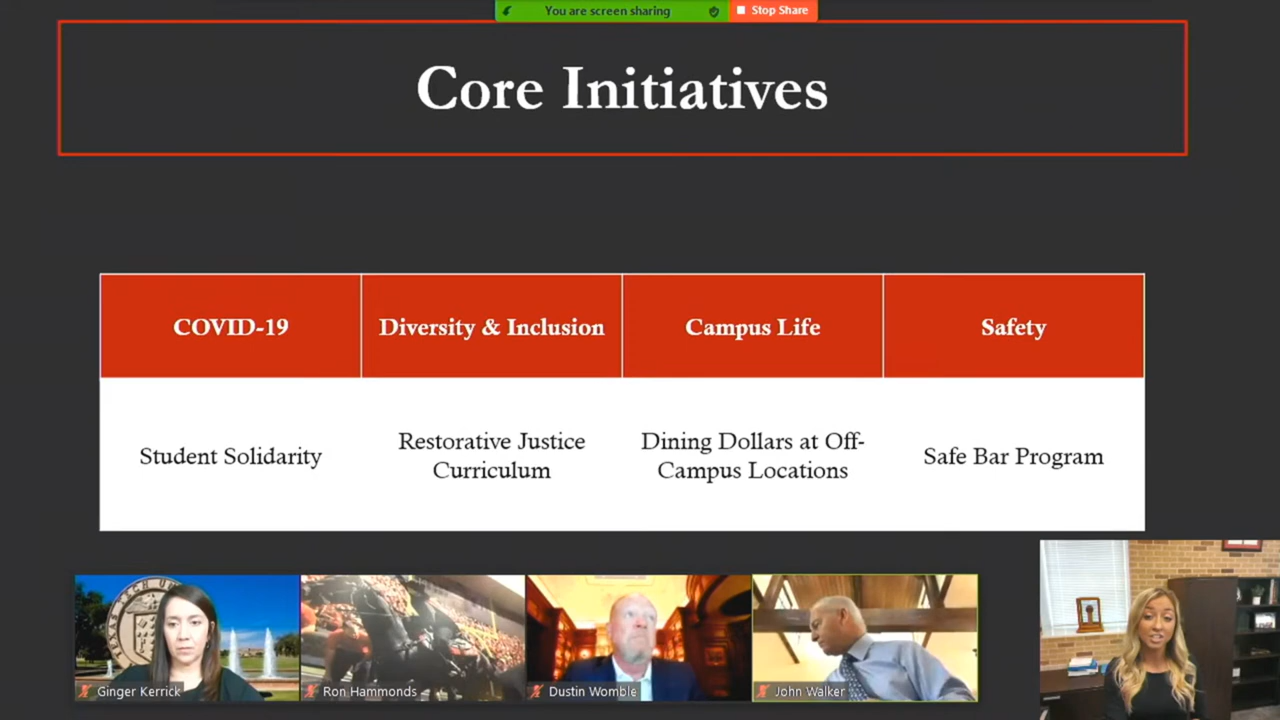 You are screen sharing
Stop Share
Core Initiatives
COVID-19
Diversity & Inclusion
Campus Life
Safety
Student Solidarity
Restorative Justice
Curriculum
Dining Dollars at Off-
Campus Locations
Safe Bar Program
Ginger Kerrick
Ron Hammonds
Dustin Womble
John Walker